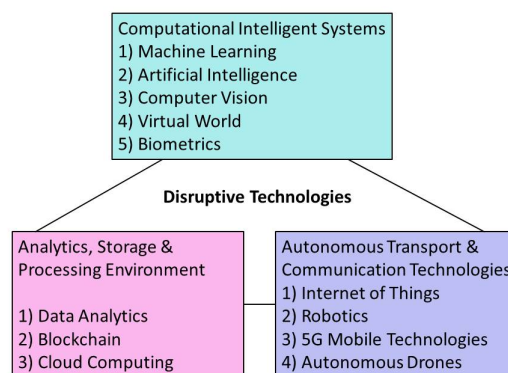 Computational Intelligent Systems
1) Machine Learning
2) Artificial Intelligence
3) Computer Vision
4) Virtual World
5) Biometrics
Disruptive Technologies
Analytics, Storage &
Processing Environment
1) Data Analytics
2) Blockchain
3) Cloud Computing
Autonomous Transport &
Communication Technologies
1) Internet of Things
2) Robotics
3) 5G Mobile Technologies
4) Autonomous Drones